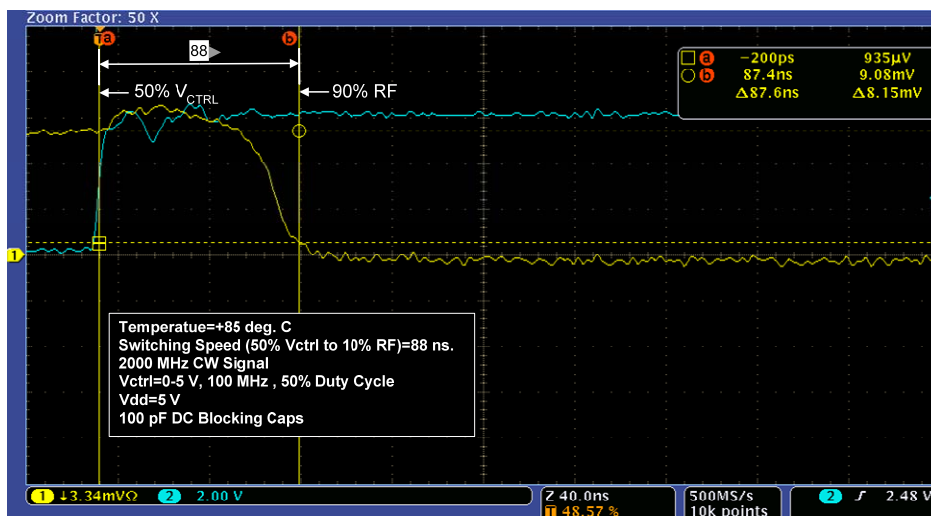 Zoom Factor: 50 X
T a b
88
50% VCTRL
90% RF
a −200ps 935µV
b 87.4ns 9.08mV
Δ87.6ns Δ8.15mV
1
Temperatue=+85 deg. C
Switching Speed (50% Vctrl to 10% RF)=88 ns.
2000 MHz CW Signal
Vctrl=0-5 V, 100 MHz , 50% Duty Cycle
Vdd=5 V
100 pF DC Blocking Caps
1 ↓3.34mVΩ 2 2.00 V
Z 40.0ns
T 48.57 %
500MS/s
10k points
2 ƒ 2.48 V